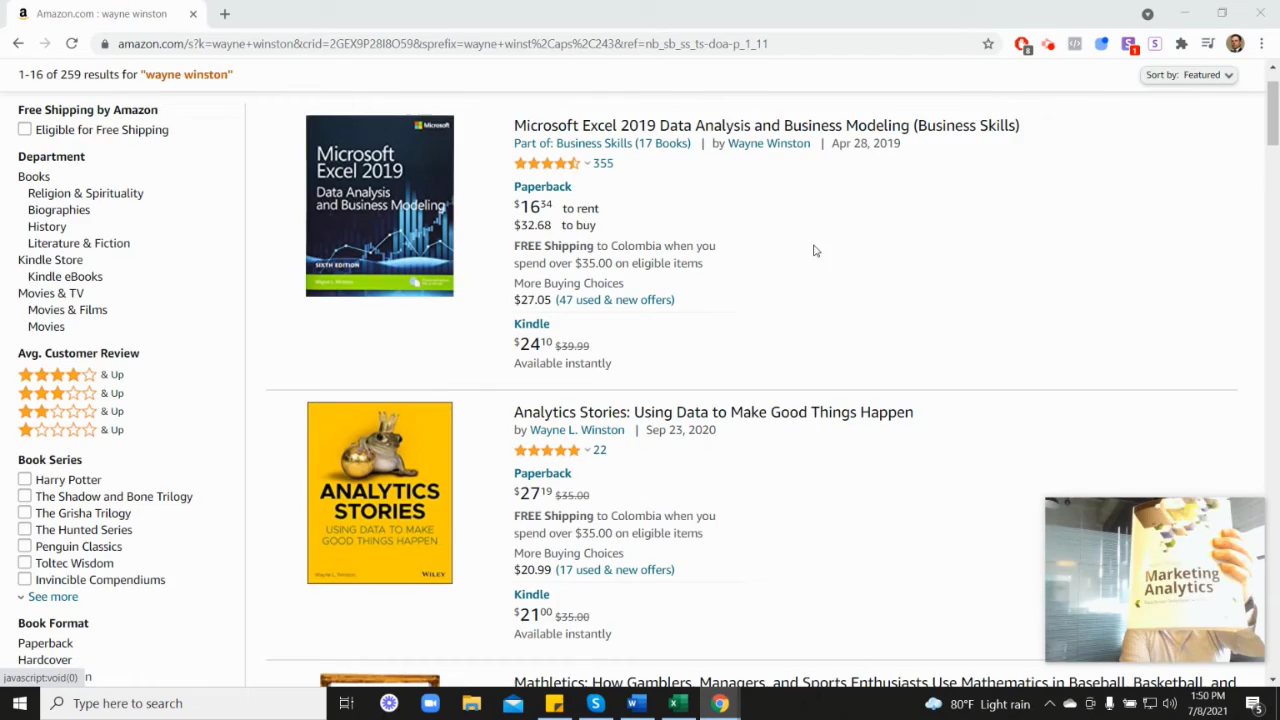 Amazon.com : wayne winston
amazon.com/s?k=wayne+winston&crid=2GEX9P28I8O59&sprefix=wayne+winst%2Caps%2C243&ref=nb_sb_ss_ts-doa-p_1_11
8
1
1-16 of 259 results for "wayne winston"
Sort by: Featured
Free Shipping by Amazon
Eligible for Free Shipping
Department
Books
Religion & Spirituality
Biographies
History
Literature & Fiction
Kindle Store
Kindle eBooks
Movies & TV
Movies & Films
Movies
Avg. Customer Review
& Up
& Up
& Up
& Up
Book Series
Harry Potter
The Shadow and Bone Trilogy
The Grisha Trilogy
The Hunted Series
Penguin Classics
Toltec Wisdom
Invincible Compendiums
See more
Book Format
Paperback
Hardcover
javascript:void(0)
Microsoft
Microsoft
Excel 2019
Data Analysis
and Business Modeling
SIXTH EDITION
Wayne L. Winston
Microsoft Excel 2019 Data Analysis and Business Modeling (Business Skills)
Part of: Business Skills (17 Books) | by Wayne Winston | Apr 28, 2019
355
Paperback
$16 34 to rent
$32.68 to buy
FREE Shipping to Colombia when you
spend over $35.00 on eligible items
More Buying Choices
$27.05 (47 used & new offers)
Kindle
$24 10 $39.99
Available instantly
ANALYTICS
STORIES
USING DATA TO MAKE
GOOD THINGS HAPPEN
Wayne L. Winston
WILEY
Analytics Stories: Using Data to Make Good Things Happen
by Wayne L. Winston | Sep 23, 2020
22
Paperback
$27 19 $35.00
FREE Shipping to Colombia when you
spend over $35.00 on eligible items
More Buying Choices
$20.99 (17 used & new offers)
Kindle
$21 00 $35.00
Available instantly
Mathletics: How Gamblers, Managers, and Sports Enthusiasts Use Mathematics in Baseball, Basketball, and
Marketing
Analytics
Type here to search
80°F Light rain
1:50 PM
7/8/2021
5